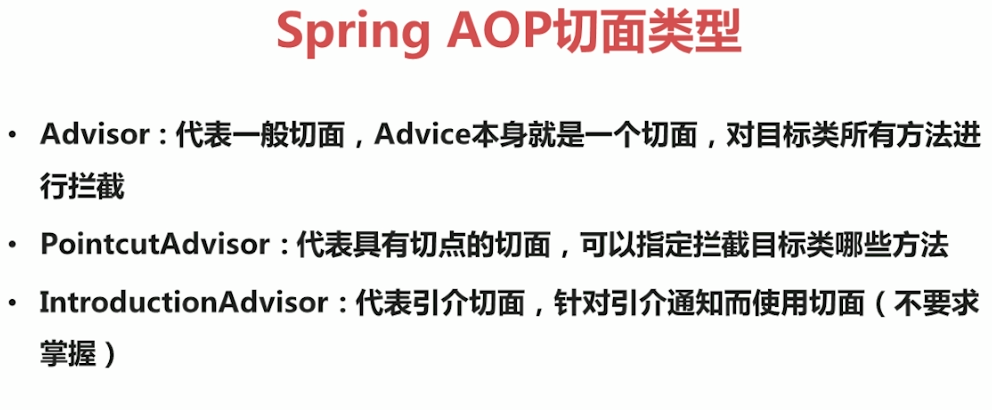 Spring AOP切面类型
• Advisor：代表一般切面，Advice本身就是一个切面，对目标类所有方法进
行拦截
• PointcutAdvisor：代表具有切点的切面，可以指定拦截目标类哪些方法
• IntroductionAdvisor：代表引介切面，针对引介通知而使用切面（不要求
掌握）